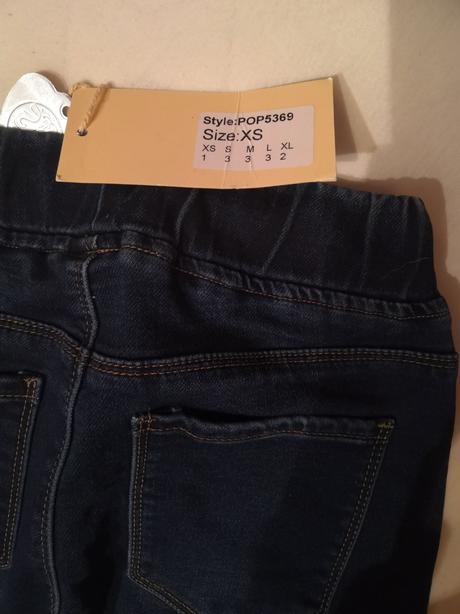 Style:POP5369
Size:XS
XS S M L XL
1 3 3 3 2